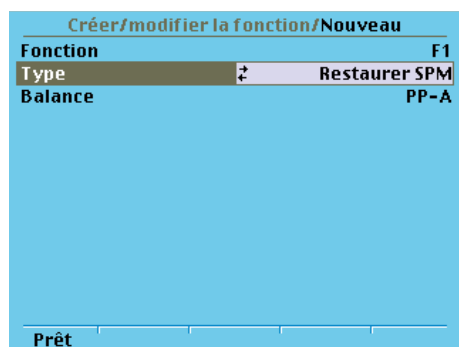 Créer/modifier la fonction/Nouveau
Fonction F1
Type Restaurer SPM
Balance PP-A
Prêt